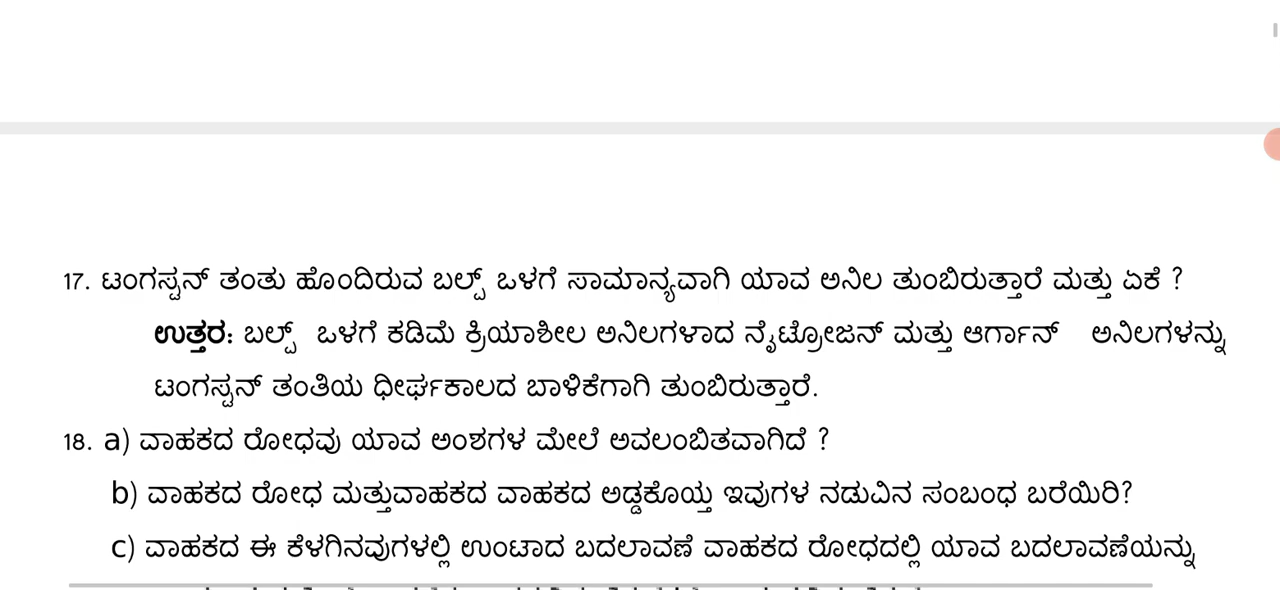 17. ಟಂಗಸ್ಟನ್ ತಂತು ಹೊಂದಿರುವ ಬಲ್ಬ್ ಒಳಗೆ ಸಾಮಾನ್ಯವಾಗಿ ಯಾವ ಅನಿಲ ತುಂಬಿರುತ್ತಾರೆ ಮತ್ತು ಏಕೆ ?
ಉತ್ತರ: ಬಲ್ಬ್ ಒಳಗೆ ಕಡಿಮೆ ಕ್ರಿಯಾಶೀಲ ಅನಿಲಗಳಾದ ನೈಟ್ರೋಜನ್ ಮತ್ತು ಆರ್ಗಾನ್ ಅನಿಲಗಳನ್ನು
ಟಂಗಸ್ಟನ್ ತಂತಿಯ ಧೀರ್ಘಕಾಲದ ಬಾಳಿಕೆಗಾಗಿ ತುಂಬಿರುತ್ತಾರೆ.
18. a) ವಾಹಕದ ರೋಧವು ಯಾವ ಅಂಶಗಳ ಮೇಲೆ ಅವಲಂಬಿತವಾಗಿದೆ ?
b) ವಾಹಕದ ರೋಧ ಮತ್ತುವಾಹಕದ ವಾಹಕದ ಅಡ್ಡಕೊಯ್ತ ಇವುಗಳ ನಡುವಿನ ಸಂಬಂಧ ಬರೆಯಿರಿ?
c) ವಾಹಕದ ಈ ಕೆಳಗಿನವುಗಳಲ್ಲಿ ಉಂಟಾದ ಬದಲಾವಣೆ ವಾಹಕದ ರೋಧದಲ್ಲಿ ಯಾವ ಬದಲಾವಣೆಯನ್ನು